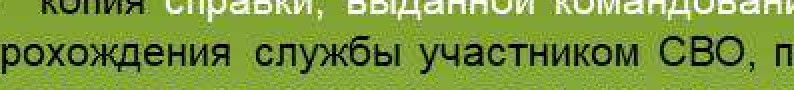 копия справки, выданной командовани
рохождения службы участником СВО, п